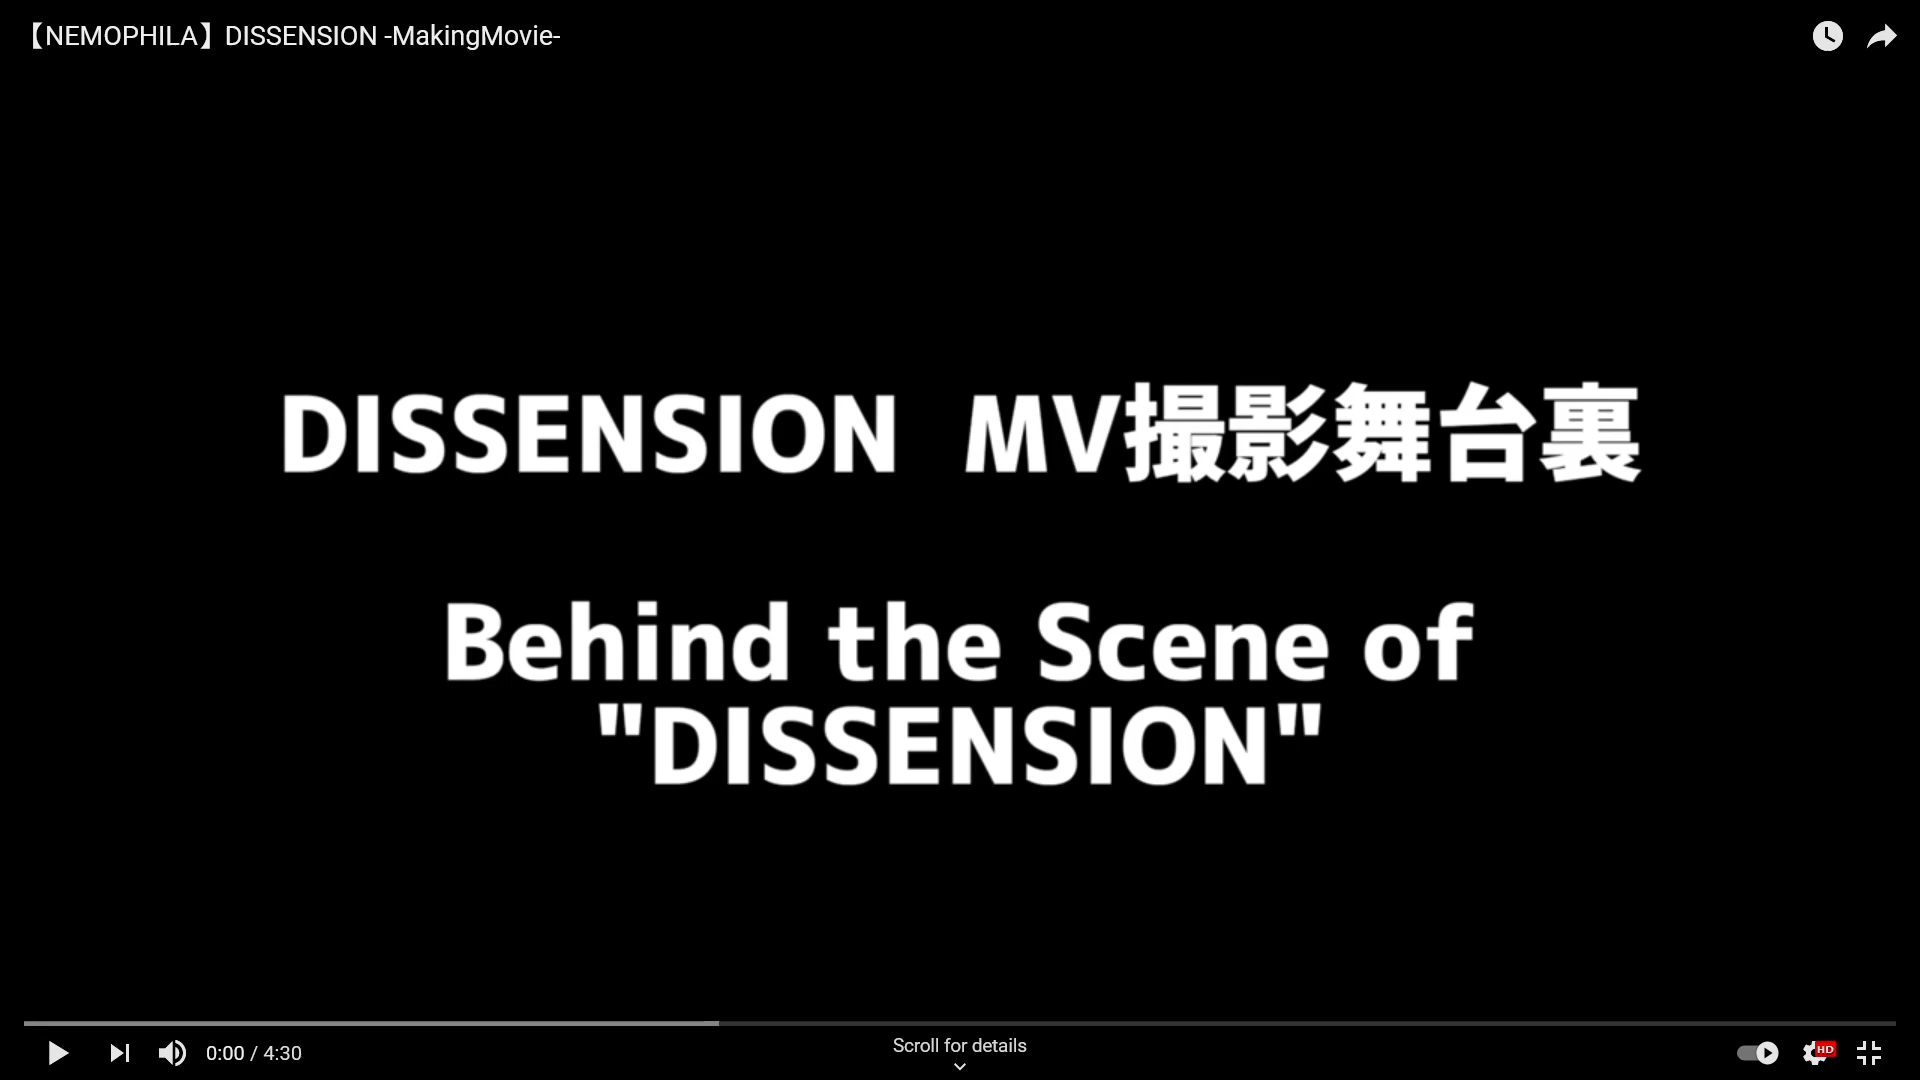 【NEMOPHILA】DISSENSION -MakingMovie-
DISSENSION MV撮影舞台裏
Behind the Scene of
"DISSENSION"
Scroll for details
0:00 / 4:30
HD